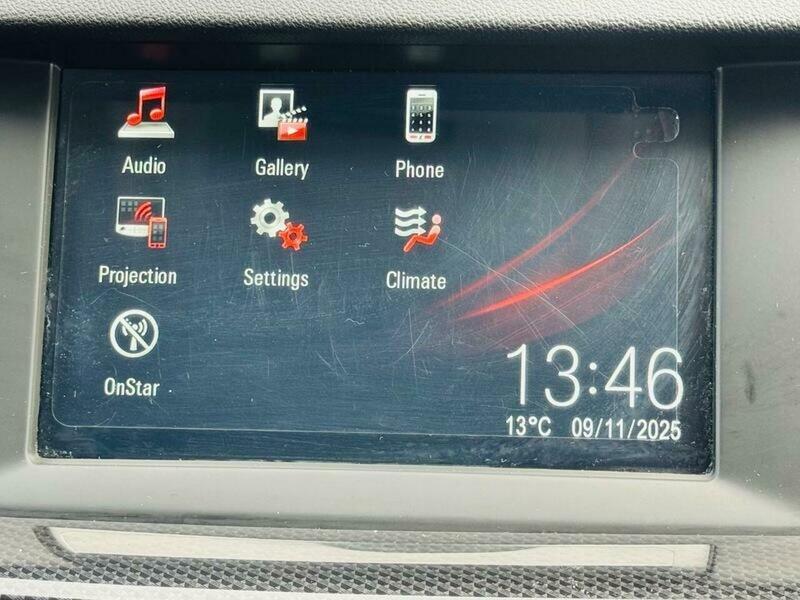 Audio
Gallery
Phone
Projection
Settings
Climate
OnStar
13:46
13°C 09/11/2025